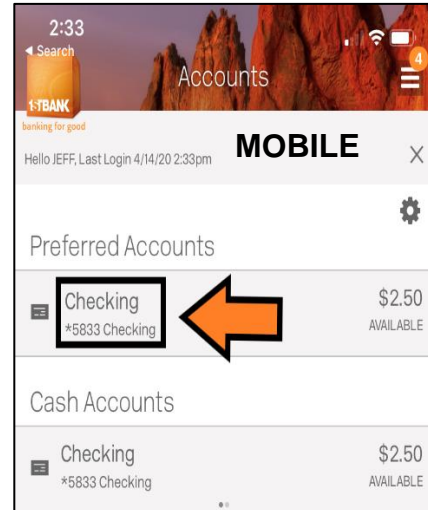 2:33
◀ Search
4
Accounts
1STBANK
banking for good
Hello JEFF, Last Login 4/14/20 2:33pm
MOBILE
X
Preferred Accounts
Checking
$2.50
*5833 Checking
AVAILABLE
Cash Accounts
Checking
$2.50
*5833 Checking
AVAILABLE